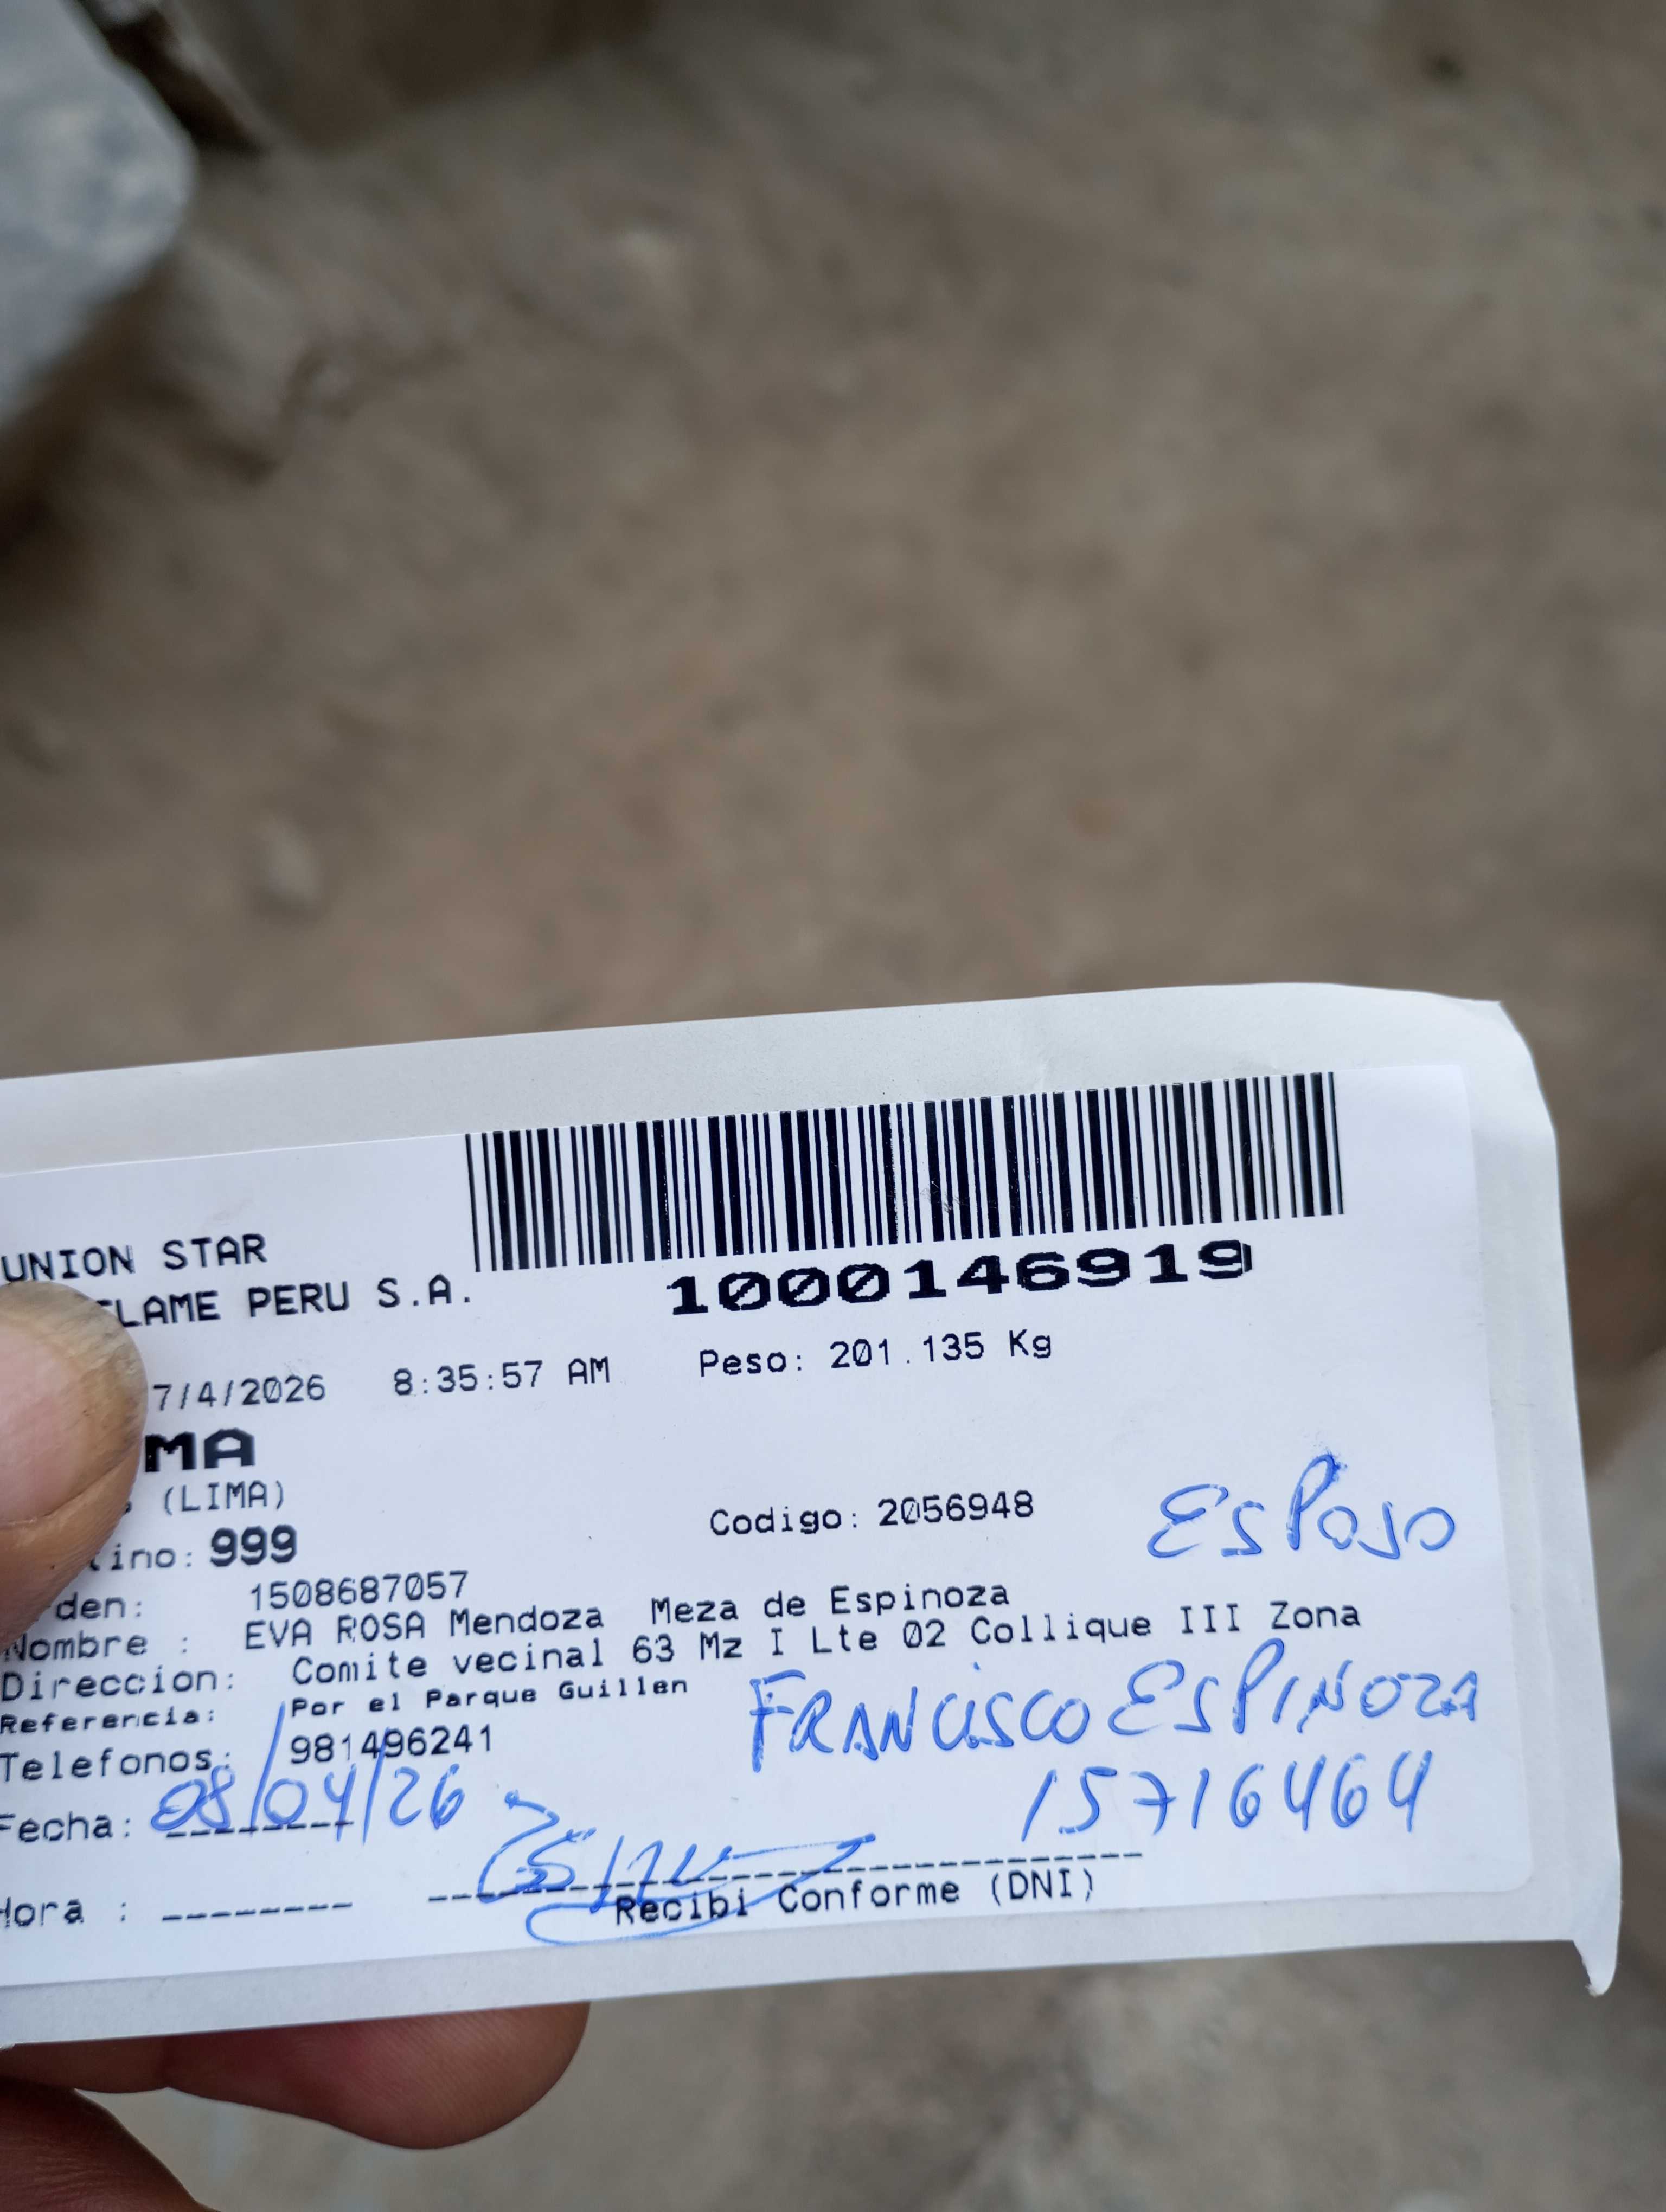 UNION STAR
FLAME PERU S.A.
1000146919
7/4/2026 8:35:57 AM Peso: 201.135 Kg
MA
(LIMA)
Codigo: 2056948
ESPOSO
tino: 999
den: 1508687057
Nombre : EVA ROSA Mendoza Meza de Espinoza
Direccion: Comite vecinal 63 Mz I Lte 02 Collique III Zona
Referencia: Por el Parque Guillen
FRANCISCO ESPINOZA
Telefonos: 981496241
15716464
Fecha: 08/04/26
Hora : --------
Recibi Conforme (DNI)